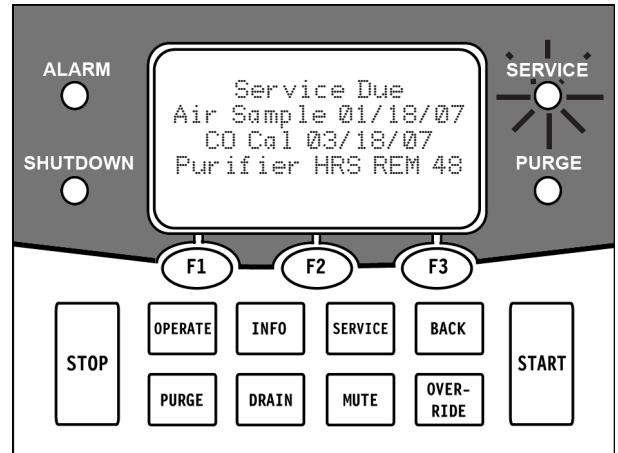 ALARM
SERVICE
Service Due
Air Sample 01/18/07
CO Cal 03/18/07
Purifier HRS REM 48
SHUTDOWN
PURGE
F1
F2
F3
STOP
OPERATE
INFO
SERVICE
BACK
START
PURGE
DRAIN
MUTE
OVER-
RIDE